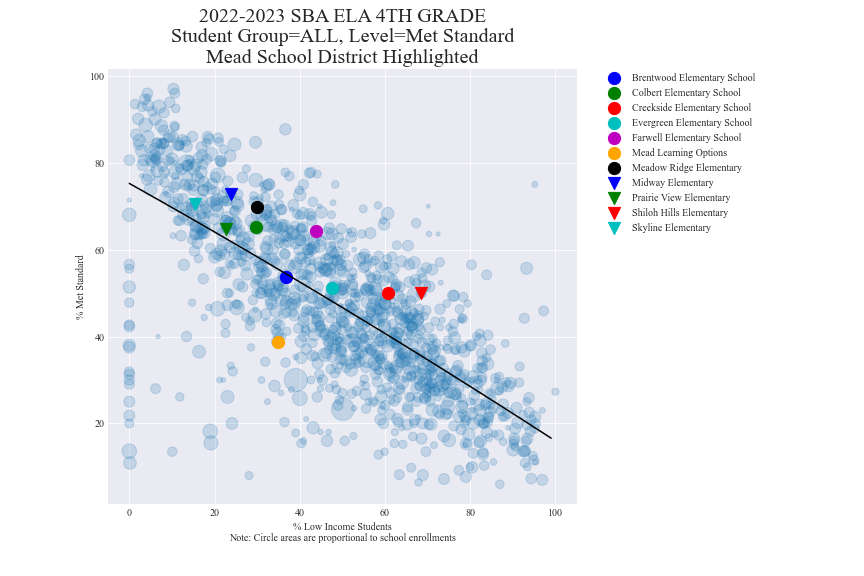 2022-2023 SBA ELA 4TH GRADE
Student Group=ALL, Level=Met Standard
Mead School District Highlighted
100
80
60
40
20
% Met Standard
0 20 40 60 80 100
% Low Income Students
Note: Circle areas are proportional to school enrollments
Brentwood Elementary School
Colbert Elementary School
Creekside Elementary School
Evergreen Elementary School
Farwell Elementary School
Mead Learning Options
Meadow Ridge Elementary
Midway Elementary
Prairie View Elementary
Shiloh Hills Elementary
Skyline Elementary